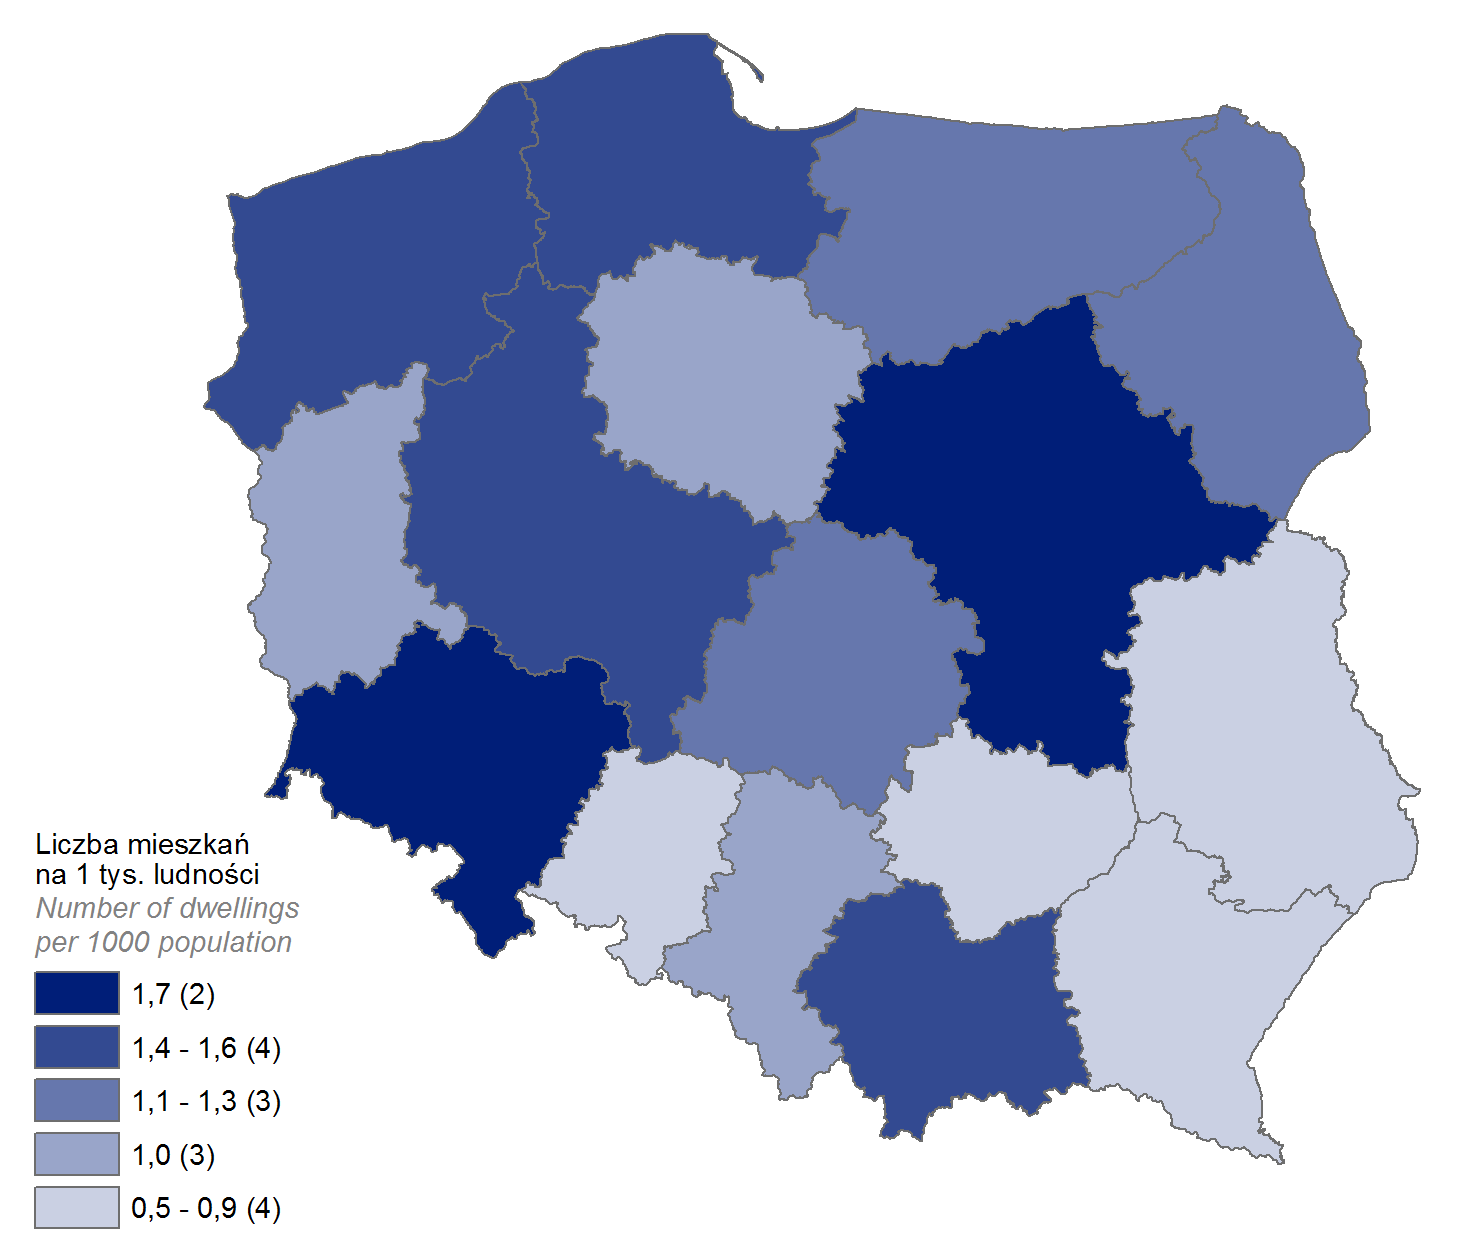 Liczba mieszkań
na 1 tys. ludności
Number of dwellings
per 1000 population
1,7 (2)
1,4 - 1,6 (4)
1,1 - 1,3 (3)
1,0 (3)
0,5 - 0,9 (4)